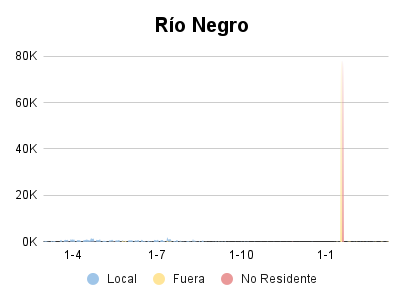 Río Negro
80K
60K
40K
20K
0K
1-4 1-7 1-10 1-1
Local Fuera No Residente